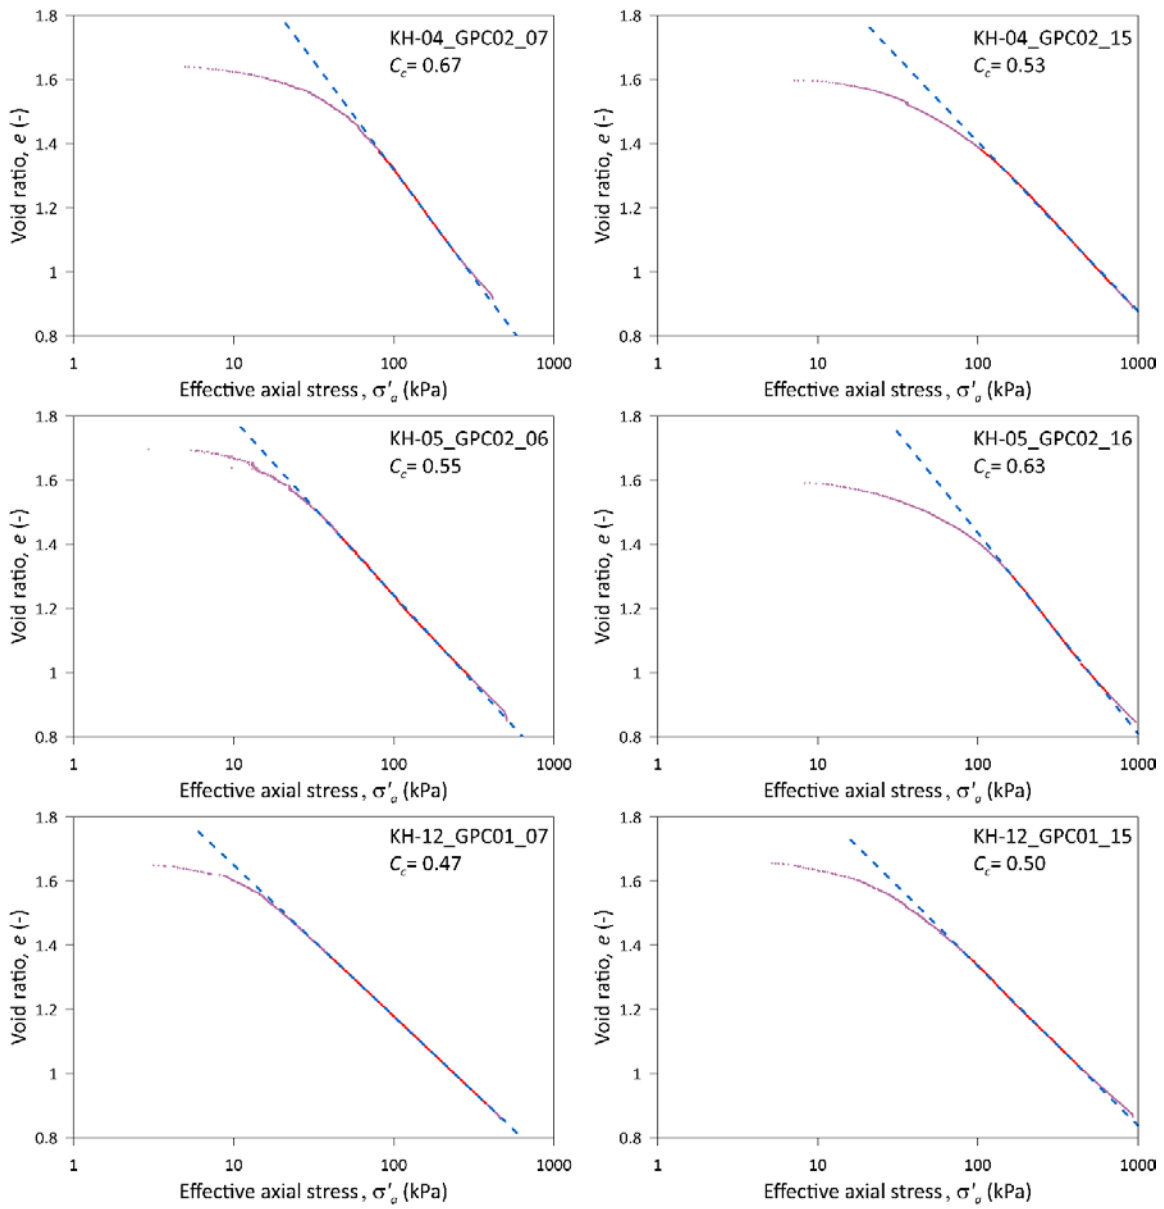 1.8
1.6
1.4
1.2
1
0.8
Void ratio, e (-)
KH-04_GPC02_07
Cc= 0.67
1 10 100 1000
Effective axial stress , σ'a (kPa)
1.8
1.6
1.4
1.2
1
0.8
Void ratio, e (-)
KH-04_GPC02_15
Cc= 0.53
1 10 100 1000
Effective axial stress , σ'a (kPa)
1.8
1.6
1.4
1.2
1
0.8
Void ratio, e (-)
KH-05_GPC02_06
Cc= 0.55
1 10 100 1000
Effective axial stress , σ'a (kPa)
1.8
1.6
1.4
1.2
1
0.8
Void ratio, e (-)
KH-05_GPC02_16
Cc= 0.63
1 10 100 1000
Effective axial stress , σ'a (kPa)
1.8
1.6
1.4
1.2
1
0.8
Void ratio, e (-)
KH-12_GPC01_07
Cc= 0.47
1 10 100 1000
Effective axial stress , σ'a (kPa)
1.8
1.6
1.4
1.2
1
0.8
Void ratio, e (-)
KH-12_GPC01_15
Cc= 0.50
1 10 100 1000
Effective axial stress , σ'a (kPa)